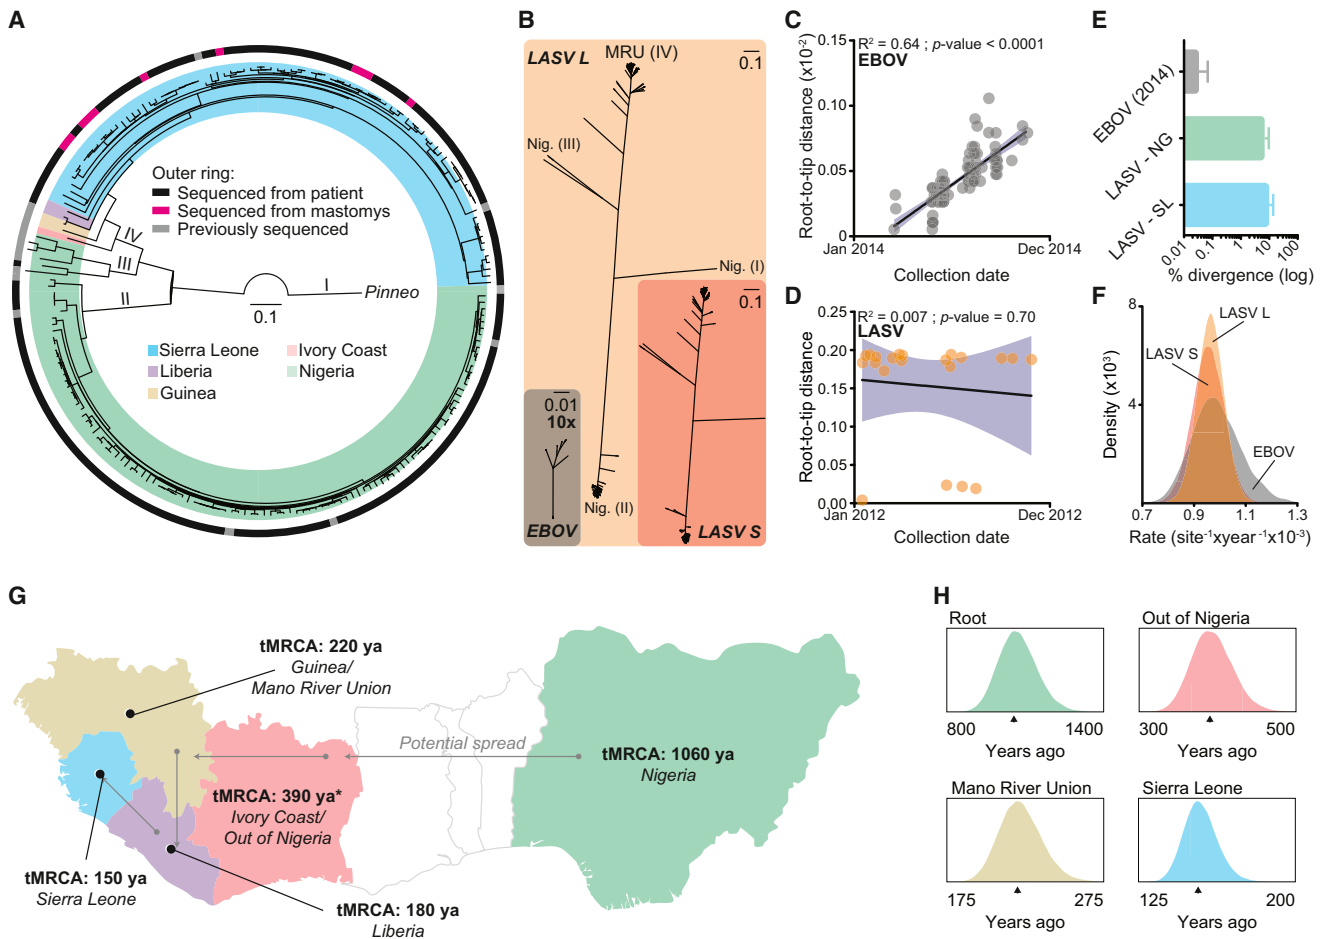 A
Outer ring:
Sequenced from patient
Sequenced from mastomys
Previously sequenced
IV
III
II
I
Pinneo
0.1
Sierra Leone
Ivory Coast
Liberia
Nigeria
Guinea
B
LASV L
MRU (IV)
0.1
Nig. (III)
Nig. (I)
0.1
0.01
10x
EBOV
Nig. (II)
LASV S
C
R² = 0.64 ; p-value < 0.0001
EBOV
Root-to-tip distance (x10⁻²)
0.15
0.10
0.05
0
Jan 2014
Dec 2014
Collection date
D
R² = 0.007 ; p-value = 0.70
LASV
Root-to-tip distance
0.25
0.20
0.15
0.10
0.05
0.00
Jan 2012
Dec 2012
Collection date
E
EBOV (2014)
LASV - NG
LASV - SL
0.01
0.1
1
10
100
% divergence (log)
F
8
4
Density (x10³)
LASV L
LASV S
EBOV
0.7
0.9
1.1
1.3
Rate (site⁻¹xyear⁻¹x10⁻³)
G
tMRCA: 220 ya
Guinea/
Mano River Union
Potential spread
tMRCA: 1060 ya
Nigeria
tMRCA: 390 ya*
Ivory Coast/
Out of Nigeria
tMRCA: 150 ya
Sierra Leone
tMRCA: 180 ya
Liberia
H
Root
800
1400
Years ago
Out of Nigeria
300
500
Years ago
Mano River Union
175
275
Years ago
Sierra Leone
125
200
Years ago